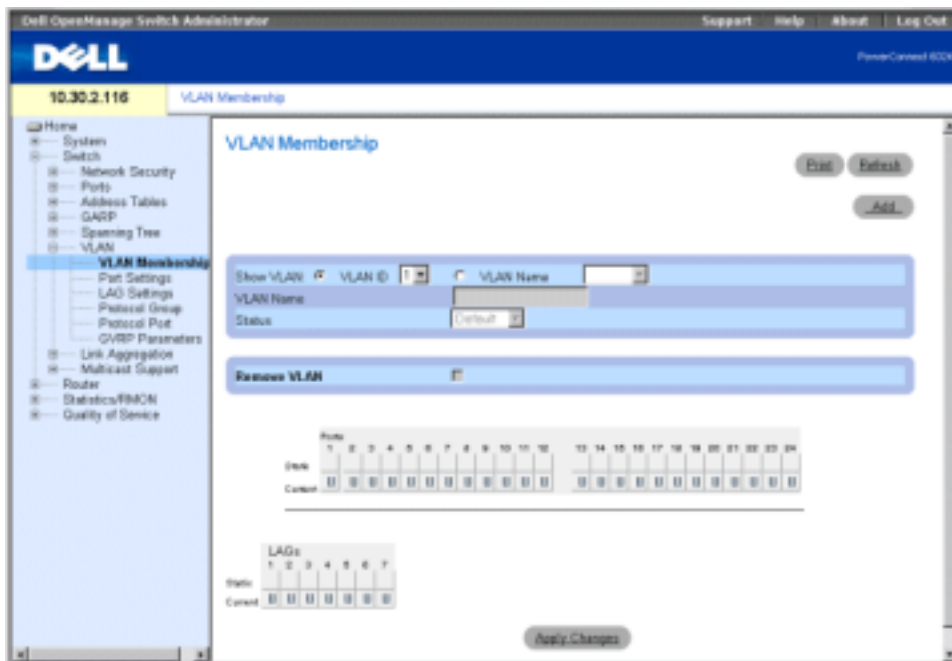 Dell OpenManage Switch Administrator
Support Help About Log Out
DELL
PowerConnect 6024
10.30.2.116 VLAN Membership
Home
System
Switch
Network Security
Ports
Address Tables
GARP
Spanning Tree
VLAN
VLAN Membership
Port Settings
LAG Settings
Protocol Group
Protocol Port
GVRP Parameters
Link Aggregation
Multicast Support
Router
Statistics/RMON
Quality of Service
VLAN Membership
Print Refresh
Add
Show VLAN VLAN ID 1 VLAN Name
VLAN Name
Status Default
Remove VLAN
Ports
1 2 3 4 5 6 7 8 9 10 11 12 13 14 15 16 17 18 19 20 21 22 23 24
Static
Current U U U U U U U U U U U U U U U U U U U U U U U U
LAGs
1 2 3 4 5 6 7
Static
Current U U U U U U U
Apply Changes